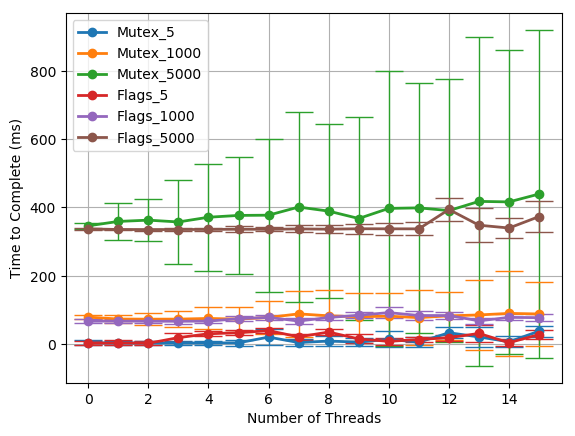 Mutex_5
Mutex_1000
Mutex_5000
Flags_5
Flags_1000
Flags_5000
Time to Complete (ms)
800
600
400
200
0
0 2 4 6 8 10 12 14
Number of Threads